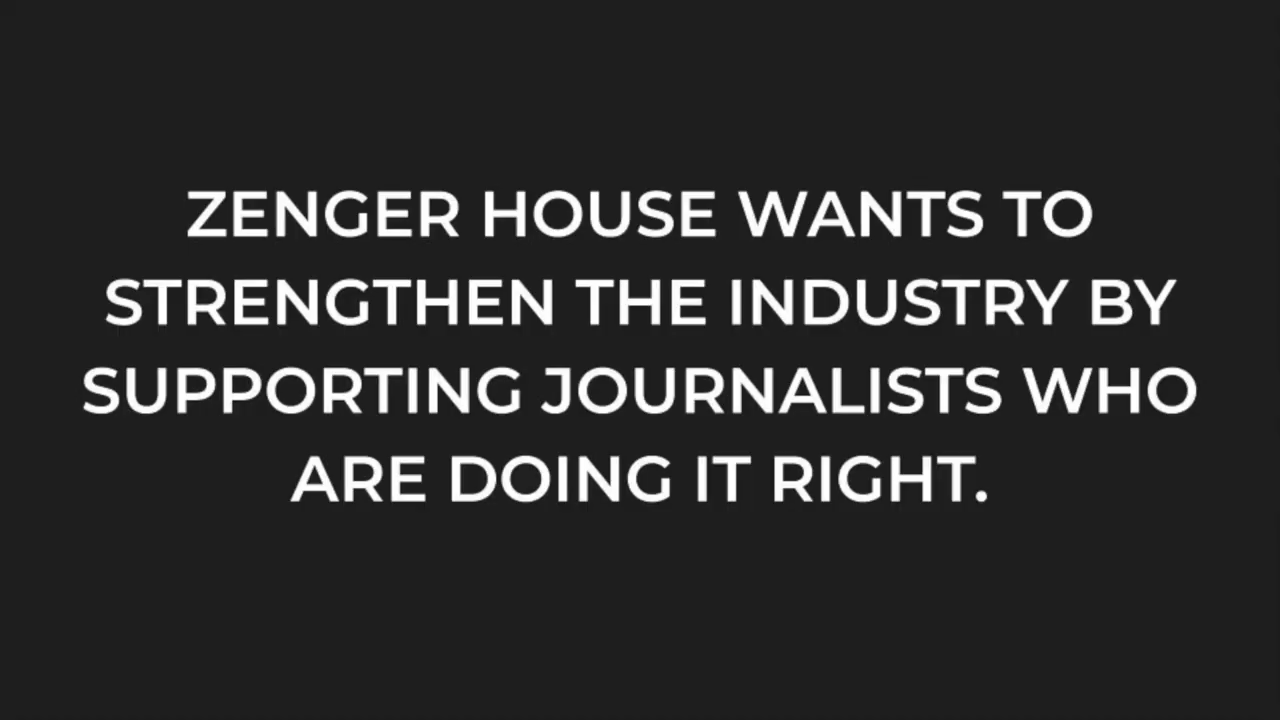 ZENGER HOUSE WANTS TO
STRENGTHEN THE INDUSTRY BY
SUPPORTING JOURNALISTS WHO
ARE DOING IT RIGHT.